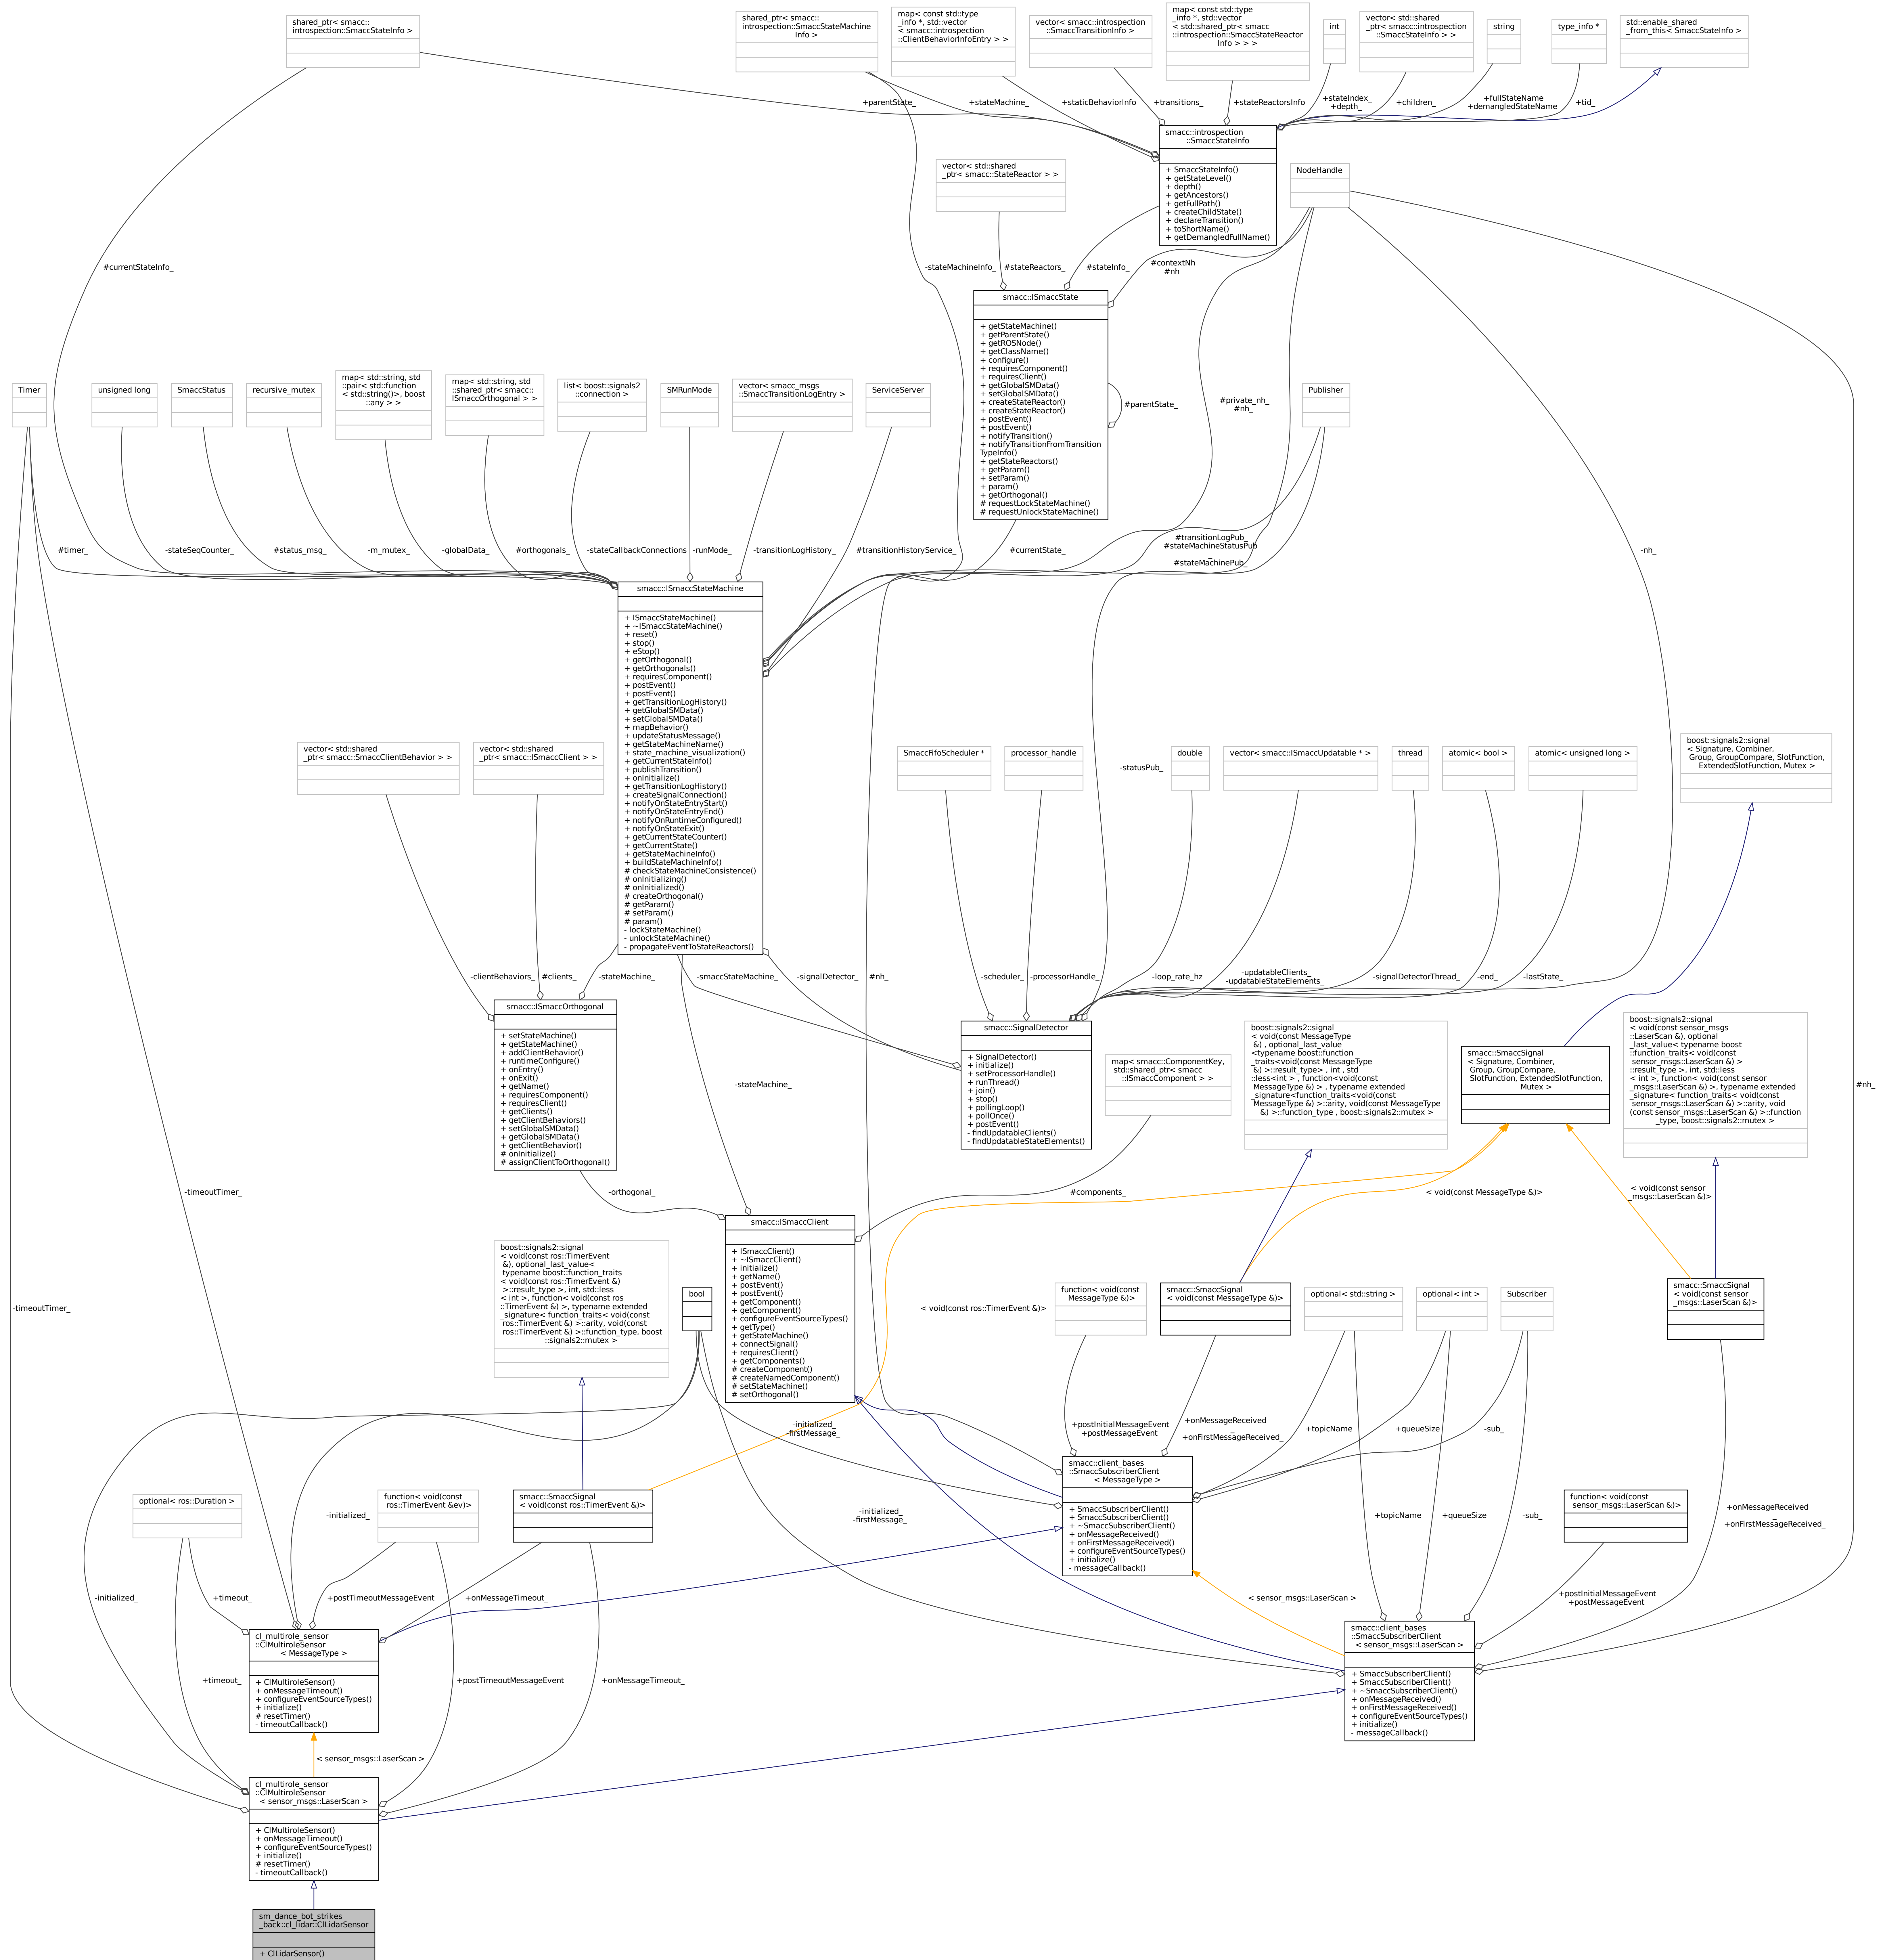 shared_ptr< smacc::
introspection::SmaccStateInfo >
shared_ptr< smacc::
introspection::SmaccStateMachine
Info >
map< const std::type
_info *, std::vector
< smacc::introspection
::ClientBehaviorInfoEntry > >
vector< smacc::introspection
::SmaccTransitionInfo >
map< const std::type
_info *, std::vector
< std::shared_ptr< smacc
::introspection::SmaccStateReactor
Info > > >
int
vector< std::shared
_ptr< smacc::introspection
::SmaccStateInfo > >
string
type_info *
std::enable_shared
_from_this< SmaccStateInfo >
+parentState_
+stateMachine_
+staticBehaviorInfo
+transitions_
+stateReactorsInfo
+stateIndex_
+depth_
+children_
+fullStateName
+demangledStateName
+tid_
smacc::introspection
::SmaccStateInfo
+ SmaccStateInfo()
+ getStateLevel()
+ depth()
+ getAncestors()
+ getFullPath()
+ createChildState()
+ declareTransition()
+ toShortName()
+ getDemangledFullName()
vector< std::shared
_ptr< smacc::StateReactor > >
NodeHandle
#currentStateInfo_
-stateMachineInfo_
#stateReactors_
#stateInfo_
#contextNh
#nh
smacc::ISmaccState
+ getStateMachine()
+ getParentState()
+ getROSNode()
+ getClassName()
+ configure()
+ requiresComponent()
+ requiresClient()
+ getGlobalSMData()
+ setGlobalSMData()
+ createStateReactor()
+ createStateReactor()
+ postEvent()
+ postEvent()
+ notifyTransition()
+ notifyTransitionFromTransition
TypeInfo()
+ getStateReactors()
+ getParam()
+ setParam()
+ param()
+ getOrthogonal()
# requestLockStateMachine()
# requestUnlockStateMachine()
#parentState_
#private_nh_
#nh_
Timer
unsigned long
SmaccStatus
recursive_mutex
map< std::string, std
::pair< std::function
< std::string()>, boost
::any > >
map< std::string, std
::shared_ptr< smacc::
ISmaccOrthogonal > >
list< boost::signals2
::connection >
SMRunMode
vector< smacc_msgs
::SmaccTransitionLogEntry >
ServiceServer
Publisher
#timer_
-stateSeqCounter_
#status_msg_
-m_mutex_
-globalData_
#orthogonals_
-stateCallbackConnections
-runMode_
-transitionLogHistory_
#transitionHistoryService_
#currentState_
#transitionLogPub_
#stateMachineStatusPub
_
#stateMachinePub_
-nh_
smacc::ISmaccStateMachine
+ ISmaccStateMachine()
+ ~ISmaccStateMachine()
+ reset()
+ stop()
+ eStop()
+ getOrthogonal()
+ getOrthogonals()
+ requiresComponent()
+ postEvent()
+ postEvent()
+ getTransitionLogHistory()
+ getGlobalSMData()
+ setGlobalSMData()
+ mapBehavior()
+ updateStatusMessage()
+ getStateMachineName()
+ state_machine_visualization()
+ getCurrentStateInfo()
+ publishTransition()
+ onInitialize()
+ getTransitionLogHistory()
+ createSignalConnection()
+ notifyOnStateEntryStart()
+ notifyOnStateEntryEnd()
+ notifyOnRuntimeConfigured()
+ notifyOnStateExit()
+ getCurrentStateCounter()
+ getCurrentState()
+ getStateMachineInfo()
+ buildStateMachineInfo()
# checkStateMachineConsistence()
# onInitializing()
# onInitialized()
# createOrthogonal()
# getParam()
# setParam()
# param()
- lockStateMachine()
- unlockStateMachine()
- propagateEventToStateReactors()
vector< std::shared
_ptr< smacc::SmaccClientBehavior > >
vector< std::shared
_ptr< smacc::ISmaccClient > >
SmaccFifoScheduler *
processor_handle
-statusPub_
double
vector< smacc::ISmaccUpdatable * >
thread
atomic< bool >
atomic< unsigned long >
boost::signals2::signal
< Signature, Combiner,
Group, GroupCompare, SlotFunction,
ExtendedSlotFunction, Mutex >
-clientBehaviors_
#clients_
-stateMachine_
-smaccStateMachine_
-signalDetector_
#nh_
-scheduler_
-processorHandle_
-loop_rate_hz
-updatableClients_
-updatableStateElements_
-signalDetectorThread_
-end_
-lastState_
smacc::ISmaccOrthogonal
+ setStateMachine()
+ getStateMachine()
+ addClientBehavior()
+ runtimeConfigure()
+ onEntry()
+ onExit()
+ getName()
+ requiresComponent()
+ requiresClient()
+ getClients()
+ getClientBehaviors()
+ setGlobalSMData()
+ getGlobalSMData()
+ getClientBehavior()
# onInitialize()
# assignClientToOrthogonal()
smacc::SignalDetector
+ SignalDetector()
+ initialize()
+ setProcessorHandle()
+ runThread()
+ join()
+ stop()
+ pollingLoop()
+ pollOnce()
+ postEvent()
- findUpdatableClients()
- findUpdatableStateElements()
map< smacc::ComponentKey,
std::shared_ptr< smacc
::ISmaccComponent > >
boost::signals2::signal
< void(const MessageType
&) , optional_last_value
<typename boost::function
_traits<void(const MessageType
&) >::result_type> , int , std
::less<int > , function<void(const
MessageType &) > , typename extended
_signature<function_traits<void(const
MessageType &) >::arity, void(const MessageType
&) >::function_type , boost::signals2::mutex >
smacc::SmaccSignal
< Signature, Combiner,
Group, GroupCompare,
SlotFunction, ExtendedSlotFunction,
Mutex >
boost::signals2::signal
< void(const sensor_msgs
::LaserScan &), optional
_last_value< typename boost
::function_traits< void(const
sensor_msgs::LaserScan &) >
::result_type >, int, std::less
< int >, function< void(const sensor
_msgs::LaserScan &) >, typename extended
_signature< function_traits< void(const
sensor_msgs::LaserScan &) >::arity, void
(const sensor_msgs::LaserScan &) >::function
_type, boost::signals2::mutex >
#nh_
-stateMachine_
-orthogonal_
#components_
< void(const MessageType &)>
< void(const sensor
_msgs::LaserScan &)>
-timeoutTimer_
smacc::ISmaccClient
+ ISmaccClient()
+ ~ISmaccClient()
+ initialize()
+ getName()
+ postEvent()
+ postEvent()
+ getComponent()
+ getComponent()
+ configureEventSourceTypes()
+ getType()
+ getStateMachine()
+ connectSignal()
+ requiresClient()
+ getComponents()
# createComponent()
# createNamedComponent()
# setStateMachine()
# setOrthogonal()
boost::signals2::signal
< void(const ros::TimerEvent
&), optional_last_value<
typename boost::function_traits
< void(const ros::TimerEvent &)
>::result_type >, int, std::less
< int >, function< void(const ros
::TimerEvent &) >, typename extended
_signature< function_traits< void(const
ros::TimerEvent &) >::arity, void(const
ros::TimerEvent &) >::function_type, boost
::signals2::mutex >
bool
-timeoutTimer_
< void(const ros::TimerEvent &)>
function< void(const
MessageType &)>
smacc::SmaccSignal
< void(const MessageType &)>
optional< std::string >
optional< int >
Subscriber
smacc::SmaccSignal
< void(const sensor
_msgs::LaserScan &)>
-initialized_
-firstMessage_
+postInitialMessageEvent
+postMessageEvent
+onMessageReceived
_
+onFirstMessageReceived_
+topicName
+queueSize
-sub_
smacc::client_bases
::SmaccSubscriberClient
< MessageType >
+ SmaccSubscriberClient()
+ SmaccSubscriberClient()
+ ~SmaccSubscriberClient()
+ onMessageReceived()
+ onFirstMessageReceived()
+ configureEventSourceTypes()
+ initialize()
- messageCallback()
optional< ros::Duration >
function< void(const
ros::TimerEvent &ev)>
smacc::SmaccSignal
< void(const ros::TimerEvent &)>
function< void(const
sensor_msgs::LaserScan &)>
-initialized_
-initialized_
-firstMessage_
+topicName
+queueSize
-sub_
+onMessageReceived
_
+onFirstMessageReceived_
-initialized_
+timeout_
+postTimeoutMessageEvent
+onMessageTimeout_
< sensor_msgs::LaserScan >
+postInitialMessageEvent
+postMessageEvent
cl_multirole_sensor
::ClMultiroleSensor
< MessageType >
+ ClMultiroleSensor()
+ onMessageTimeout()
+ configureEventSourceTypes()
+ initialize()
# resetTimer()
- timeoutCallback()
smacc::client_bases
::SmaccSubscriberClient
< sensor_msgs::LaserScan >
+ SmaccSubscriberClient()
+ SmaccSubscriberClient()
+ ~SmaccSubscriberClient()
+ onMessageReceived()
+ onFirstMessageReceived()
+ configureEventSourceTypes()
+ initialize()
- messageCallback()
+timeout_
+postTimeoutMessageEvent
+onMessageTimeout_
< sensor_msgs::LaserScan >
cl_multirole_sensor
::ClMultiroleSensor
< sensor_msgs::LaserScan >
+ ClMultiroleSensor()
+ onMessageTimeout()
+ configureEventSourceTypes()
+ initialize()
# resetTimer()
- timeoutCallback()
sm_dance_bot_strikes
_back::cl_lidar::ClLidarSensor
+ ClLidarSensor()